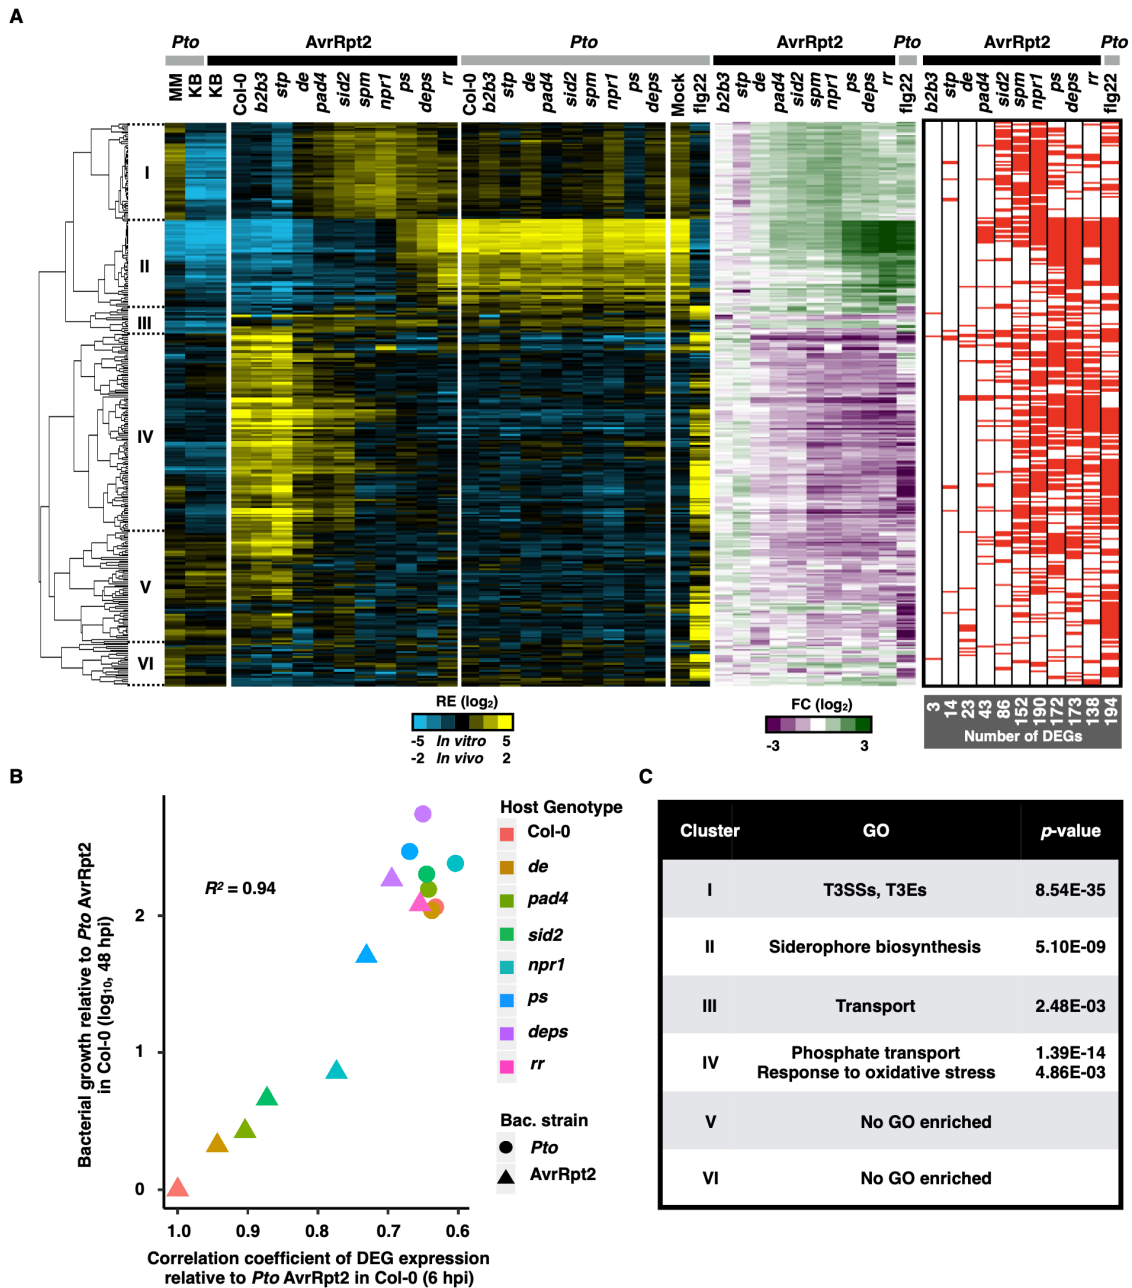 A
Pto
AvrRpt2
Pto
AvrRpt2
Pto
AvrRpt2
Pto
MM
KB
KB
Col-0
b2b3
stp
de
pad4
sid2
spm
npr1
ps
deps
rr
Col-0
b2b3
stp
de
pad4
sid2
spm
npr1
ps
deps
Mock
flg22
b2b3
stp
de
pad4
sid2
spm
npr1
ps
deps
rr
flg22
b2b3
stp
de
pad4
sid2
spm
npr1
ps
deps
rr
flg22
I
II
III
IV
V
VI
RE (log₂)
-5 In vitro 5
-2 In vivo 2
FC (log₂)
-3 3
3
14
23
43
86
152
190
172
173
138
194
Number of DEGs
B
Bacterial growth relative to Pto AvrRpt2
in Col-0 (log₁₀, 48 hpi)
R² = 0.94
2
1
0
1.0 0.9 0.8 0.7 0.6
Correlation coefficient of DEG expression
relative to Pto AvrRpt2 in Col-0 (6 hpi)
Host Genotype
Col-0
de
pad4
sid2
npr1
ps
deps
rr
Bac. strain
Pto
AvrRpt2
C
Cluster GO p-value
I T3SSs, T3Es 8.54E-35
II Siderophore biosynthesis 5.10E-09
III Transport 2.48E-03
IV Phosphate transport 1.39E-14
Response to oxidative stress 4.86E-03
V No GO enriched
VI No GO enriched